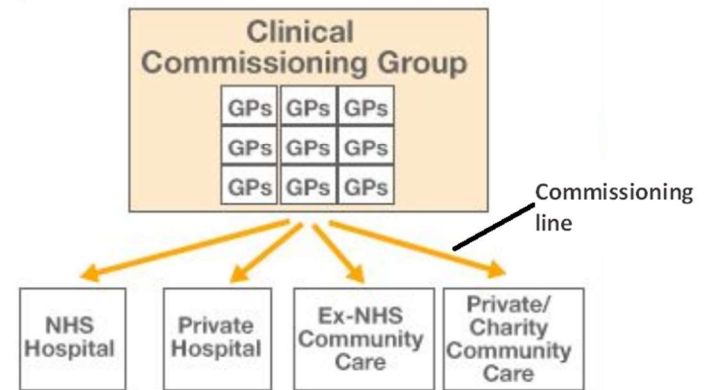 Clinical
Commissioning Group
GPs GPs GPs
GPs GPs GPs
GPs GPs GPs
Commissioning
line
NHS
Hospital
Private
Hospital
Ex-NHS
Community
Care
Private/
Charity
Community
Care